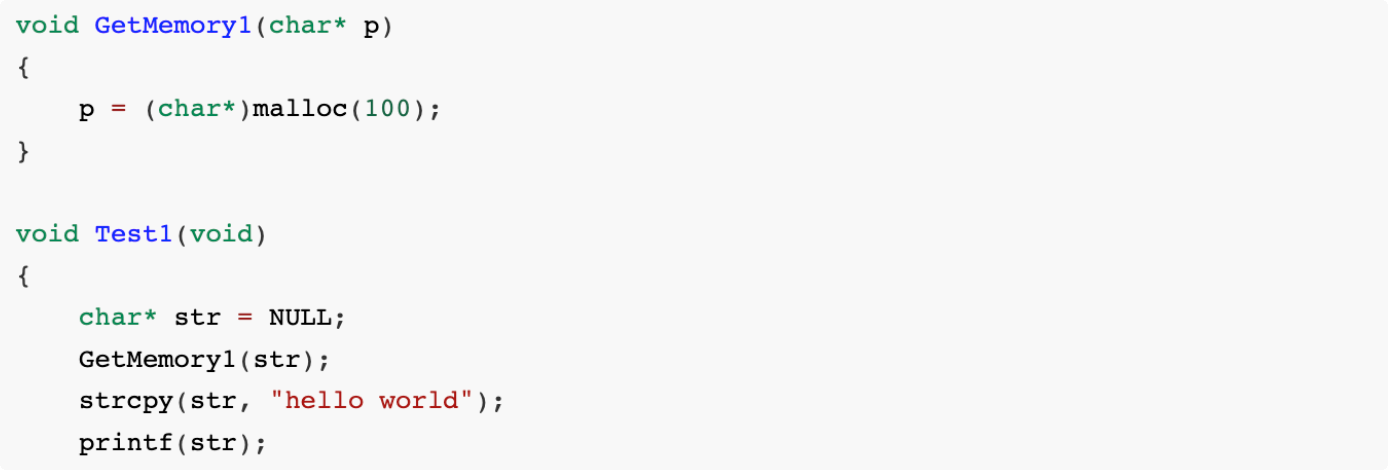 void GetMemory1(char* p)
{
    p = (char*)malloc(100);
}

void Test1(void)
{
    char* str = NULL;
    GetMemory1(str);
    strcpy(str, "hello world");
    printf(str);